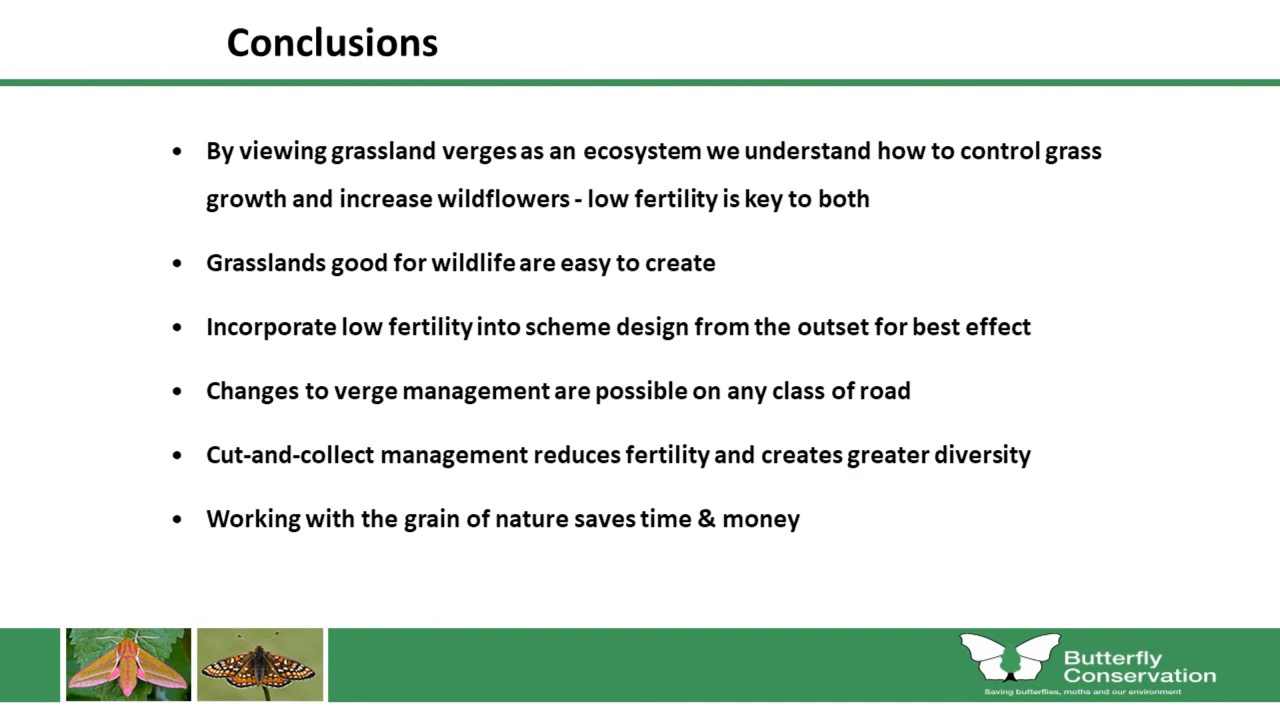 Conclusions
• By viewing grassland verges as an ecosystem we understand how to control grass
growth and increase wildflowers - low fertility is key to both
• Grasslands good for wildlife are easy to create
• Incorporate low fertility into scheme design from the outset for best effect
• Changes to verge management are possible on any class of road
• Cut-and-collect management reduces fertility and creates greater diversity
• Working with the grain of nature saves time & money
Butterfly
Conservation
Saving butterflies, moths and our environment